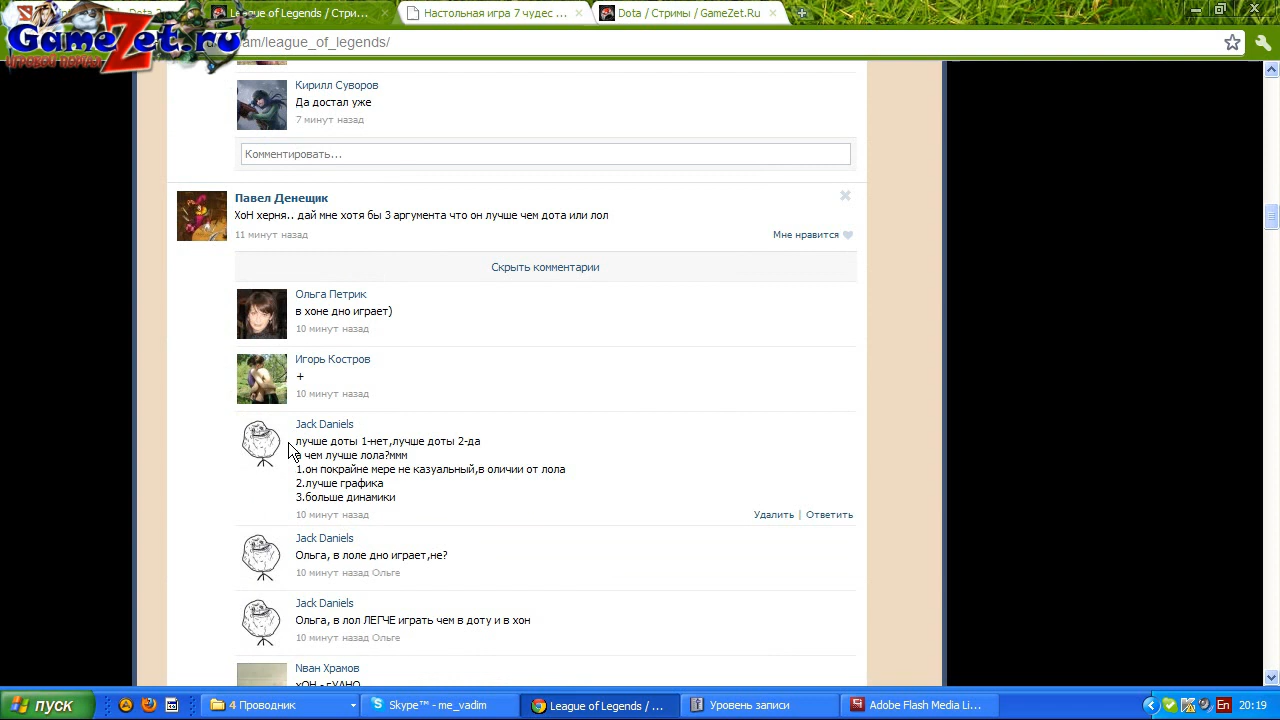 League of Legends / Стри...
Настольная игра 7 чудес ...
Dota / Стримы / GameZet.Ru
GameZet.ru
ИГРОВОЙ ПОРТАЛ
am/league_of_legends/
Кирилл Суворов
Да достал уже
7 минут назад
Комментировать...
Павел Денещик
ХоН херня.. дай мне хотя бы 3 аргумента что он лучше чем дота или лол
11 минут назад
Мне нравится
Скрыть комментарии
Ольга Петрик
в хоне дно играет)
10 минут назад
Игорь Костров
+
10 минут назад
Jack Daniels
лучше доты 1-нет,лучше доты 2-да
а чем лучше лола?ммм
1.он покрайне мере не казуальный,в оличии от лола
2.лучше графика
3.больше динамики
10 минут назад
Удалить | Ответить
Jack Daniels
Ольга, в лоле дно играет,не?
10 минут назад Ольге
Jack Daniels
Ольга, в лол ЛЕГЧЕ играть чем в доту и в хон
10 минут назад Ольге
Nван Храмов
хОН - гУАНО
пуск
4 Проводник
Skype™ - me_vadim
League of Legends / ...
Уровень записи
Adobe Flash Media Li...
En
20:19